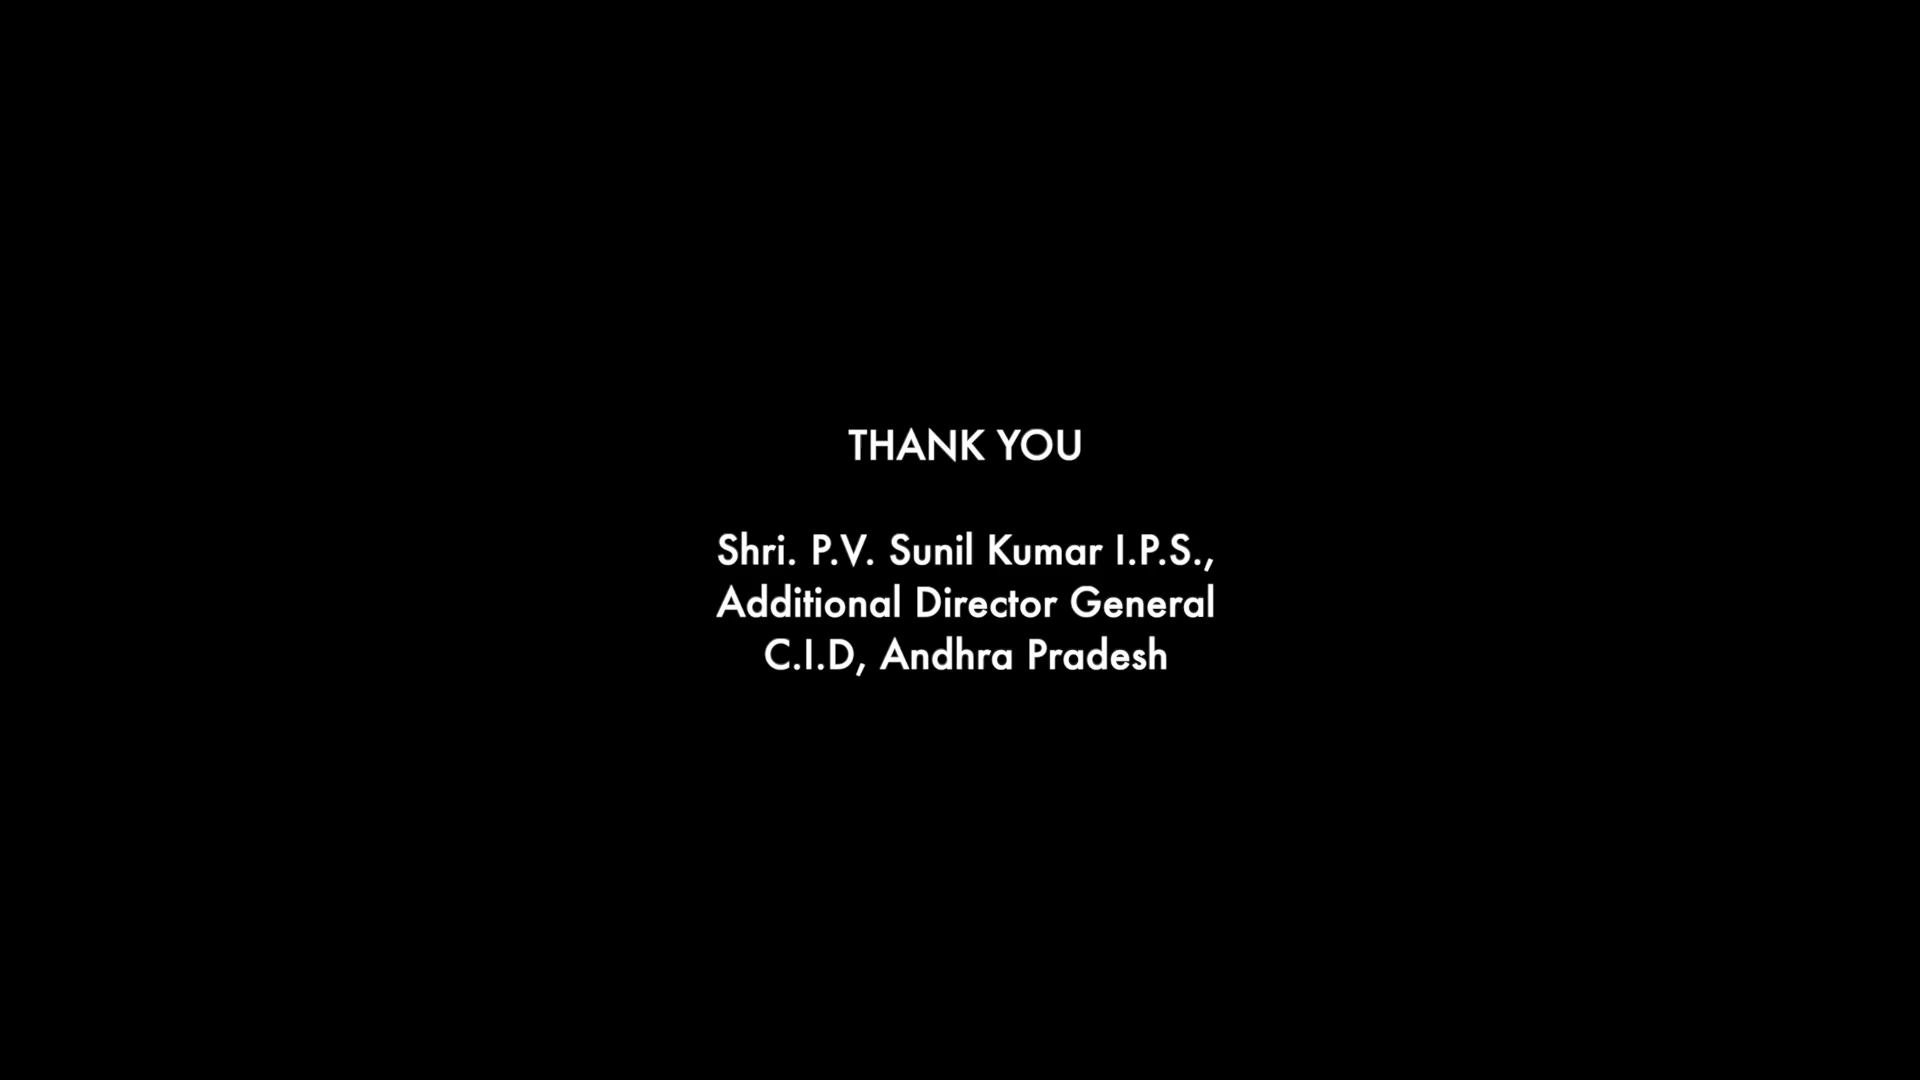 THANK YOU
Shri. P.V. Sunil Kumar I.P.S.,
Additional Director General
C.I.D, Andhra Pradesh